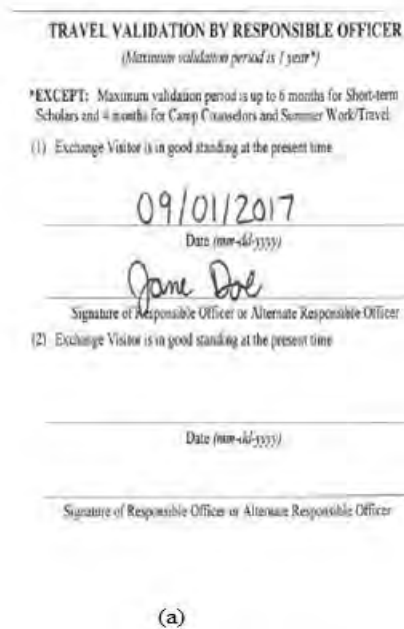 TRAVEL VALIDATION BY RESPONSIBLE OFFICER
(Maximum validation period is 1 year*)
*EXCEPT: Maximum validation period is up to 6 months for Short-term
Scholars and 4 months for Camp Counselors and Summer Work/Travel
(1) Exchange Visitor is in good standing at the present time
09/01/2017
Date (mm-dd-yyyy)
Jane Doe
Signature of Responsible Officer or Alternate Responsible Officer
(2) Exchange Visitor is in good standing at the present time
Date (mm-dd-yyyy)
Signature of Responsible Officer or Alternate Responsible Officer
(a)